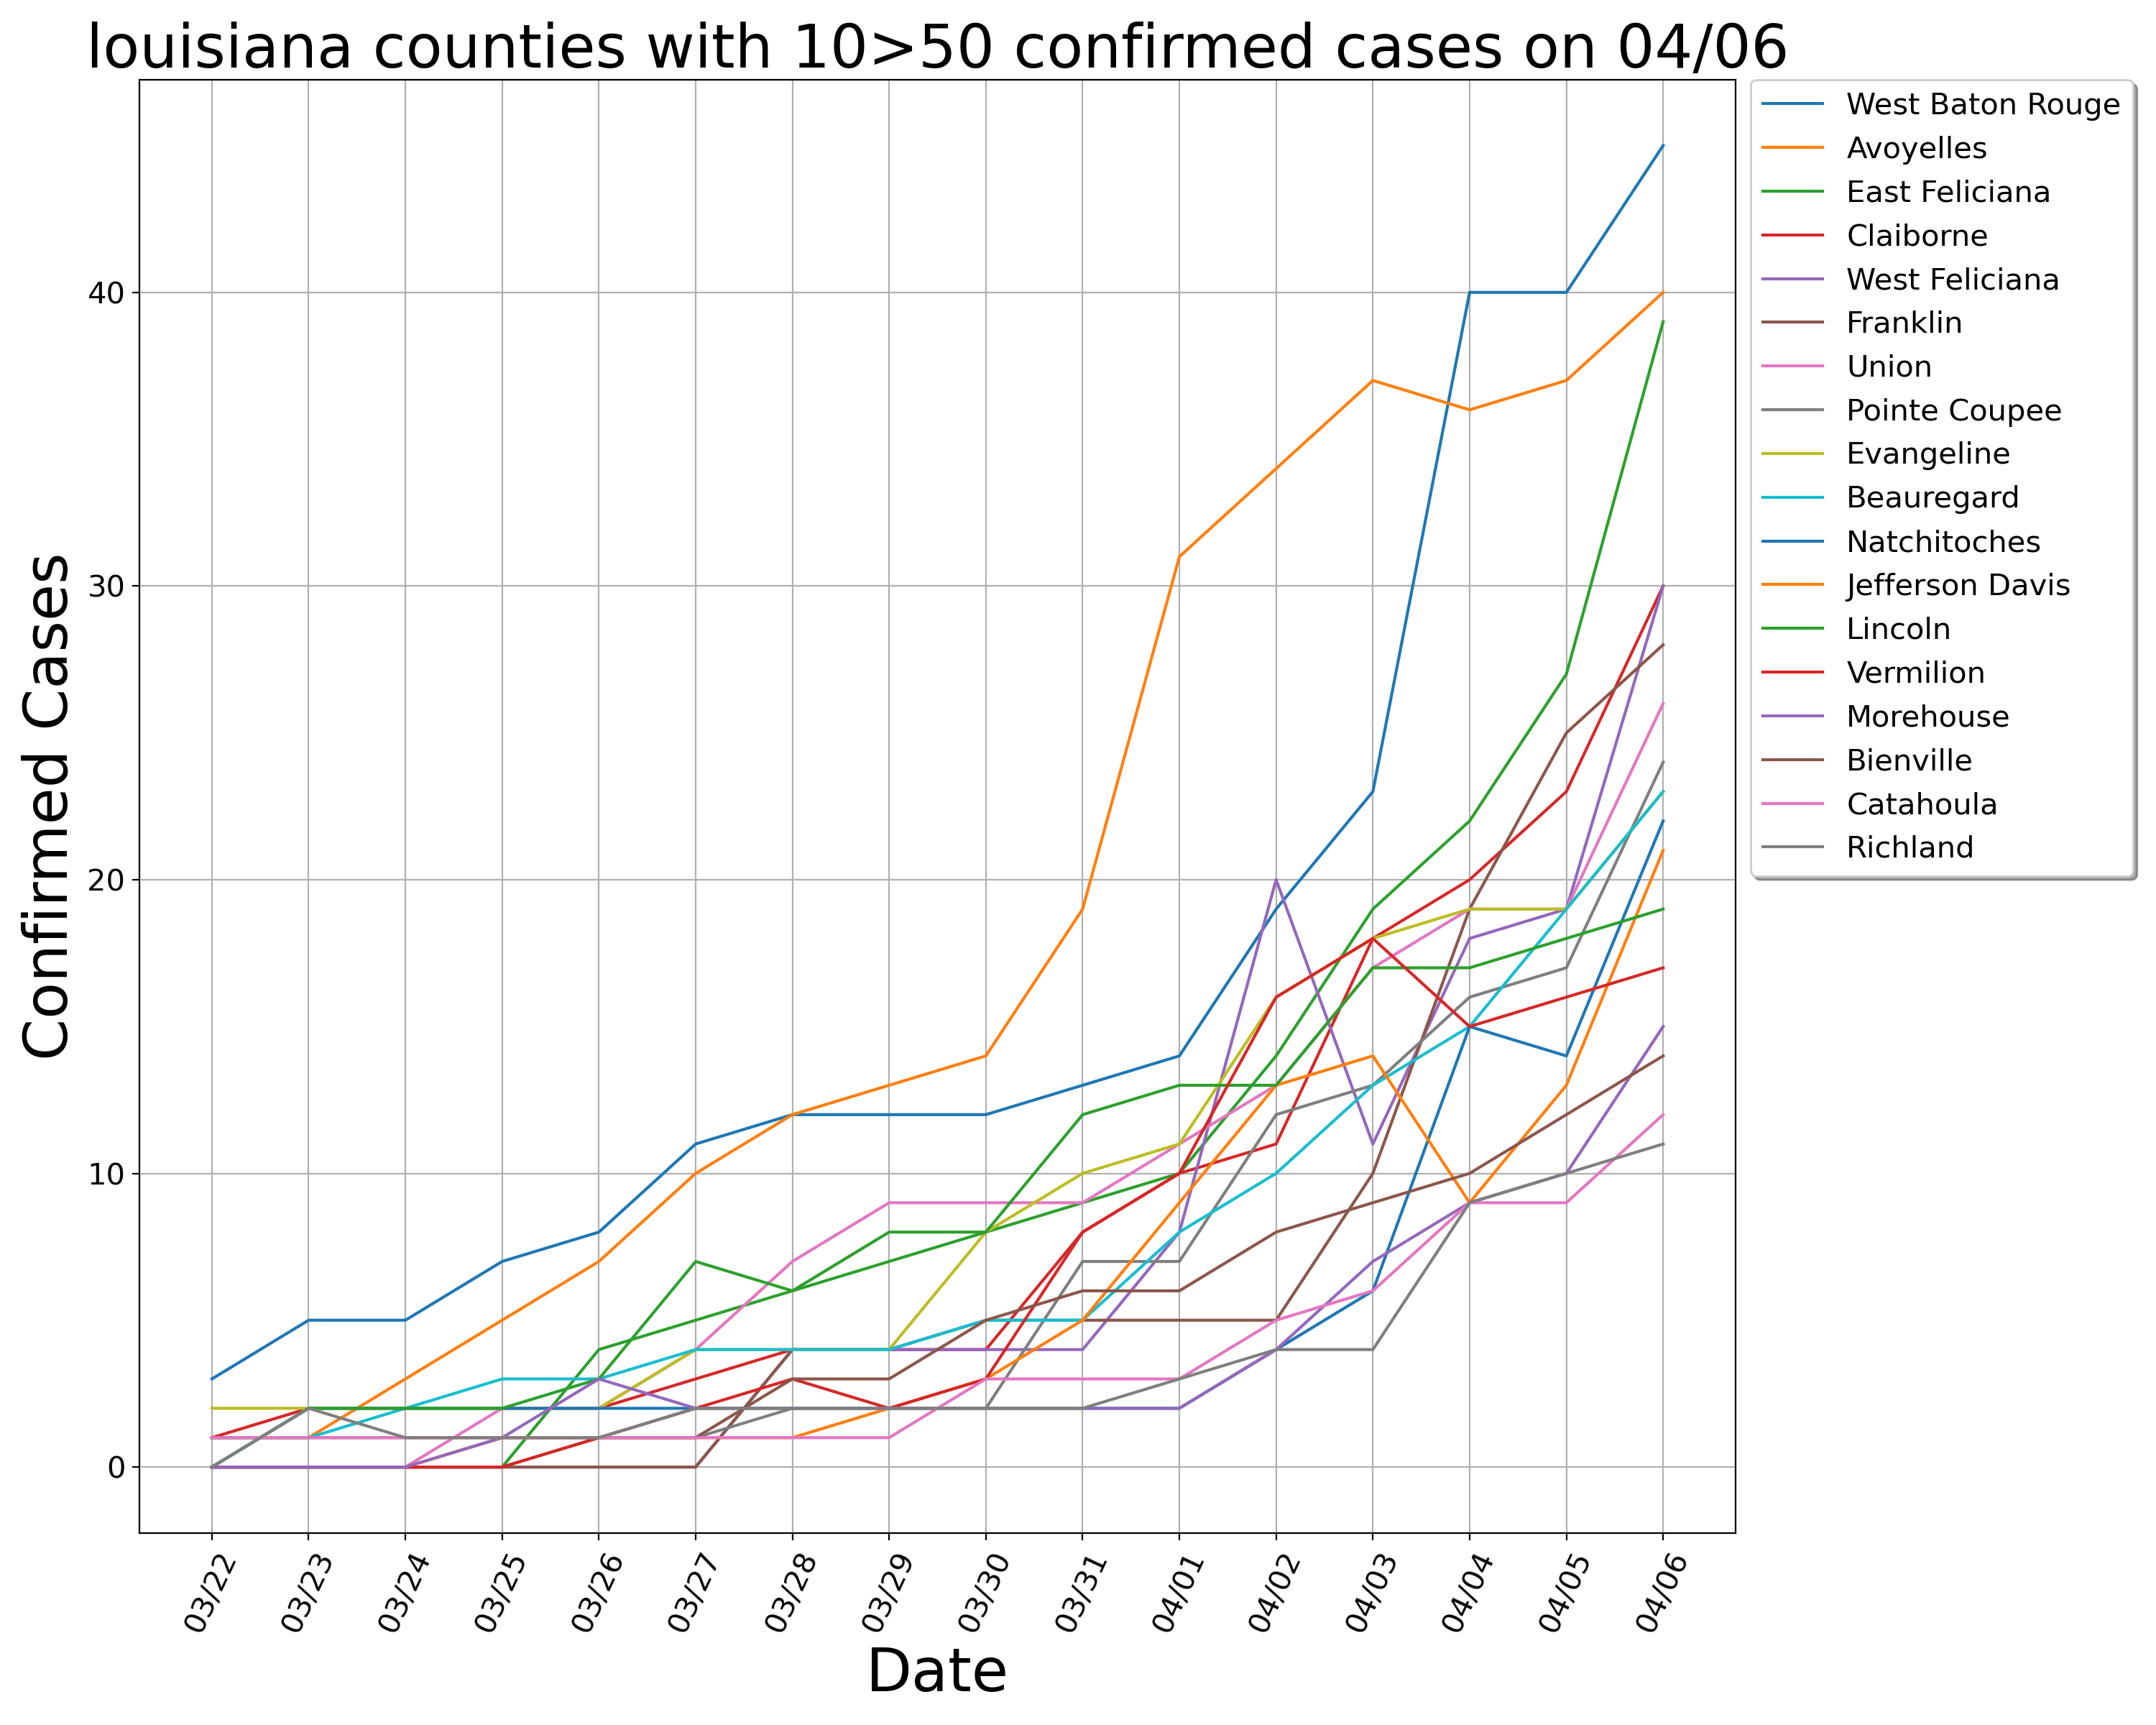 louisiana counties with 10>50 confirmed cases on 04/06
West Baton Rouge
Avoyelles
East Feliciana
Claiborne
West Feliciana
Franklin
Union
Pointe Coupee
Evangeline
Beauregard
Natchitoches
Jefferson Davis
Lincoln
Vermilion
Morehouse
Bienville
Catahoula
Richland
Confirmed Cases
40
30
20
10
0
03/22
03/23
03/24
03/25
03/26
03/27
03/28
03/29
03/30
03/31
04/01
04/02
04/03
04/04
04/05
04/06
Date